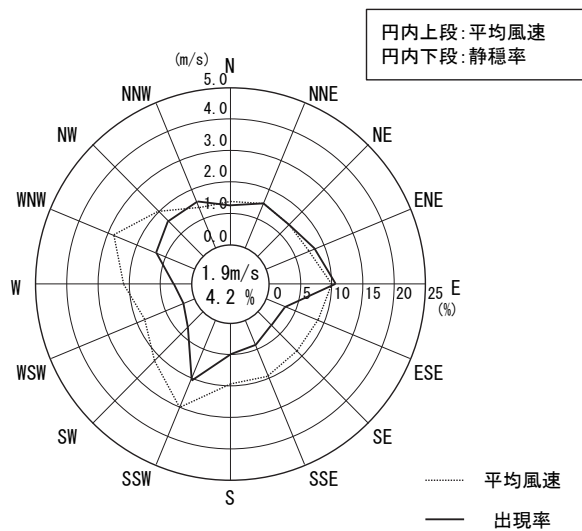 円内上段:平均風速
円内下段:静穏率
(m/s)
N
NNE
NE
ENE
E
ESE
SE
SSE
S
SSW
SW
WSW
W
WNW
NW
NNW
5.0
4.0
3.0
2.0
1.0
0.0
1.9m/s
4.2 %
0 5 10 15 20 25
(%)
平均風速
出現率